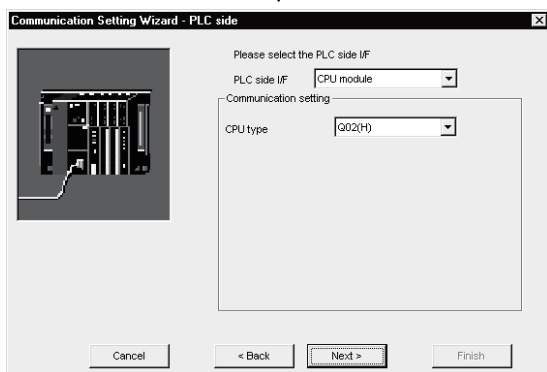 Communication Setting Wizard - PLC side
Please select the PLC side I/F
PLC side I/F CPU module
Communication setting
CPU type Q02(H)
Cancel < Back Next > Finish